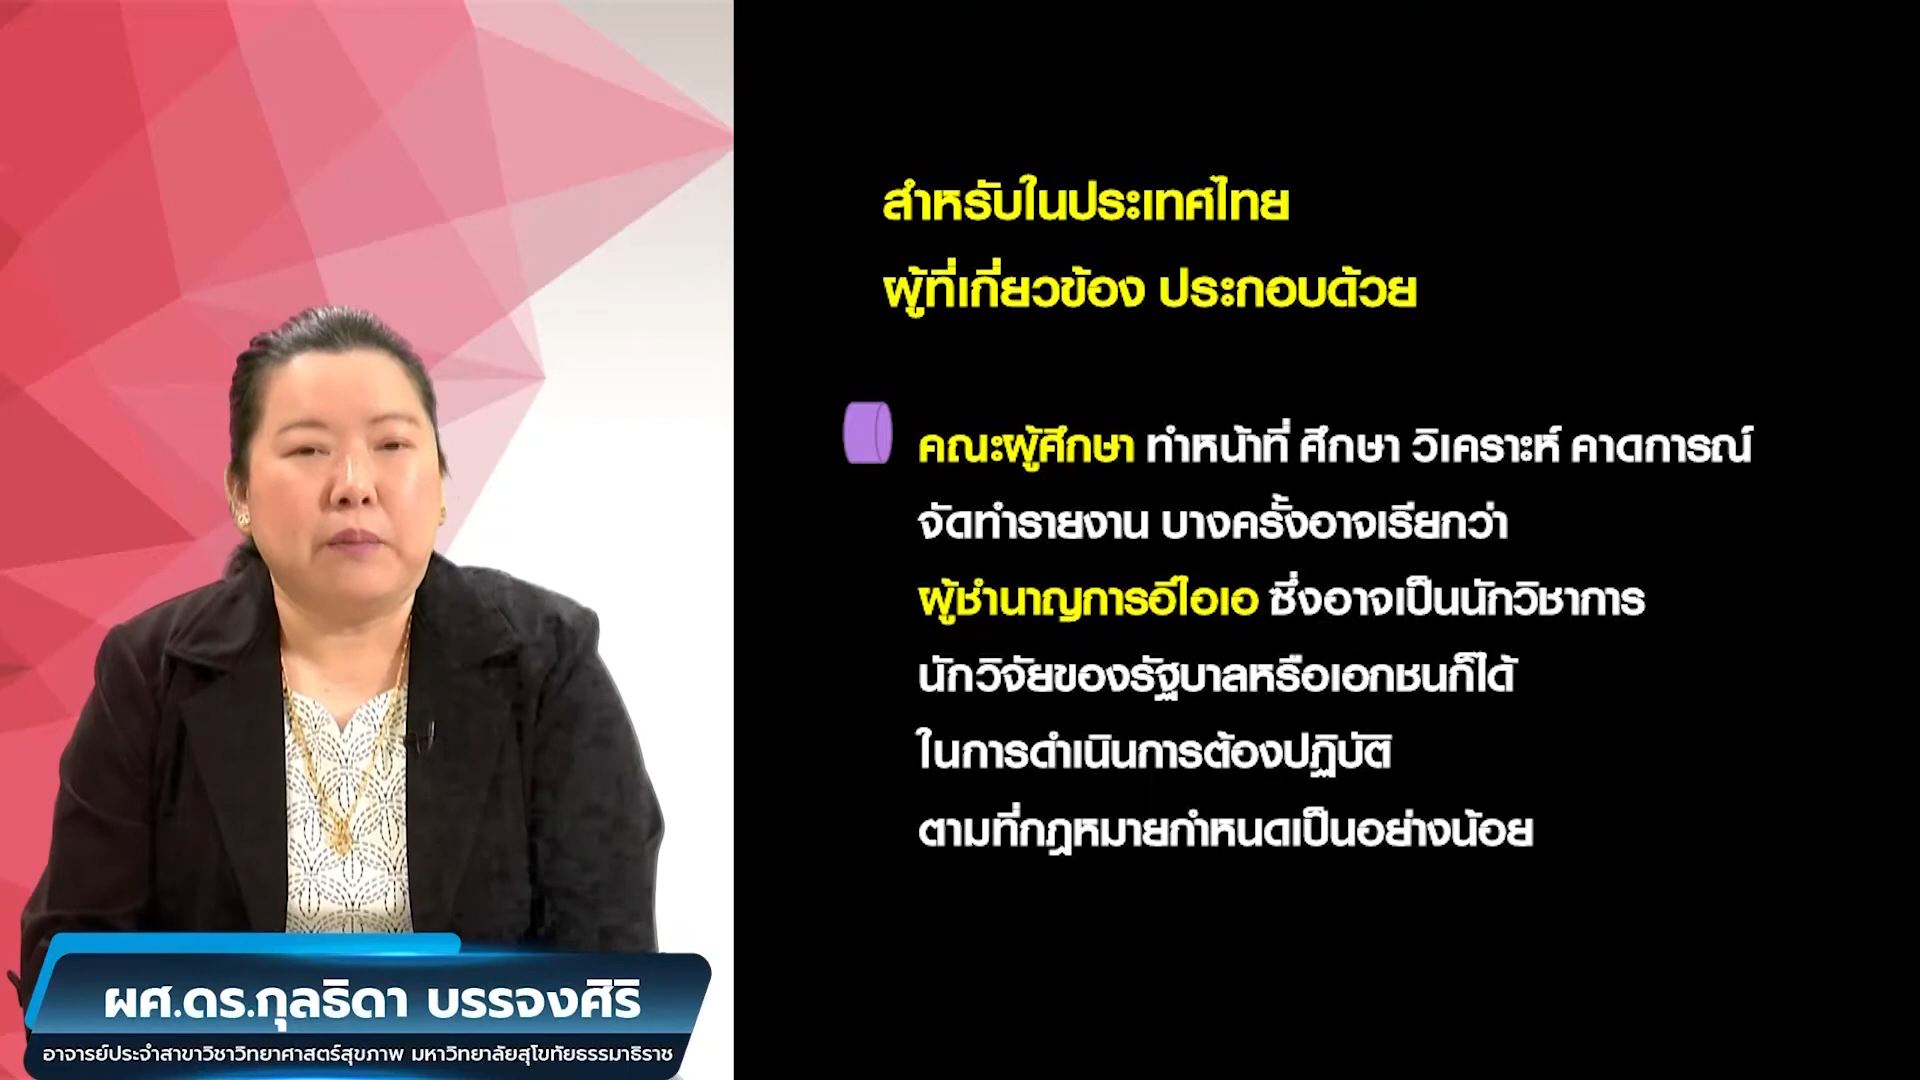 สำหรับในประเทศไทย
ผู้ที่เกี่ยวข้อง ประกอบด้วย
คณะผู้ศึกษา ทำหน้าที่ ศึกษา วิเคราะห์ คาดการณ์
จัดทำรายงาน บางครั้งอาจเรียกว่า
ผู้ชำนาญการอีไอเอ ซึ่งอาจเป็นนักวิชาการ
นักวิจัยของรัฐบาลหรือเอกชนก็ได้
ในการดำเนินการต้องปฏิบัติ
ตามที่กฎหมายกำหนดเป็นอย่างน้อย
ผศ.ดร.กุลธิดา บรรจงศิริ
อาจารย์ประจำสาขาวิชาวิทยาศาสตร์สุขภาพ มหาวิทยาลัยสุโขทัยธรรมาธิราช